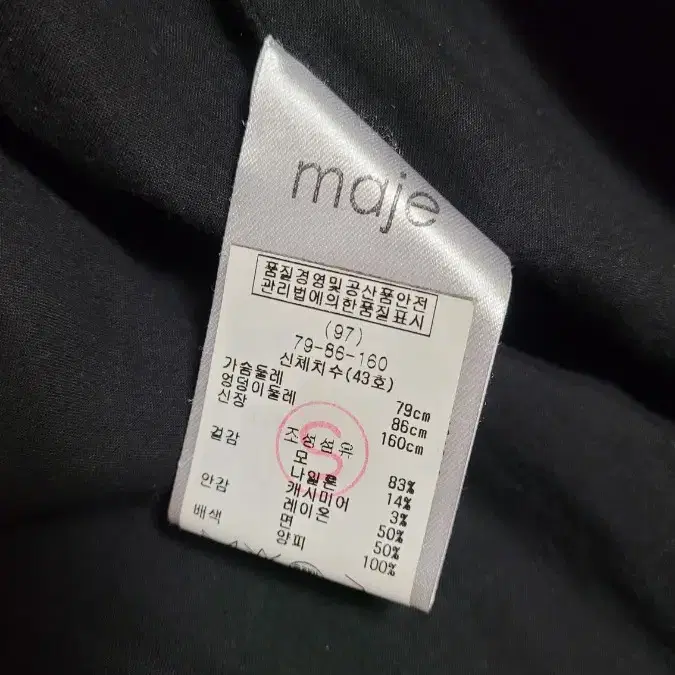 maje
품질경영및공산품안전
관리법에의한품질표시
(97)
79-86-160
신체치수(43호)
가슴둘레 79cm
엉덩이둘레 86cm
신장 160cm
조성섬유
S
겉감 모 83%
나일론 14%
캐시미어 3%
안감 레이온 50%
면 50%
배색 양피 100%